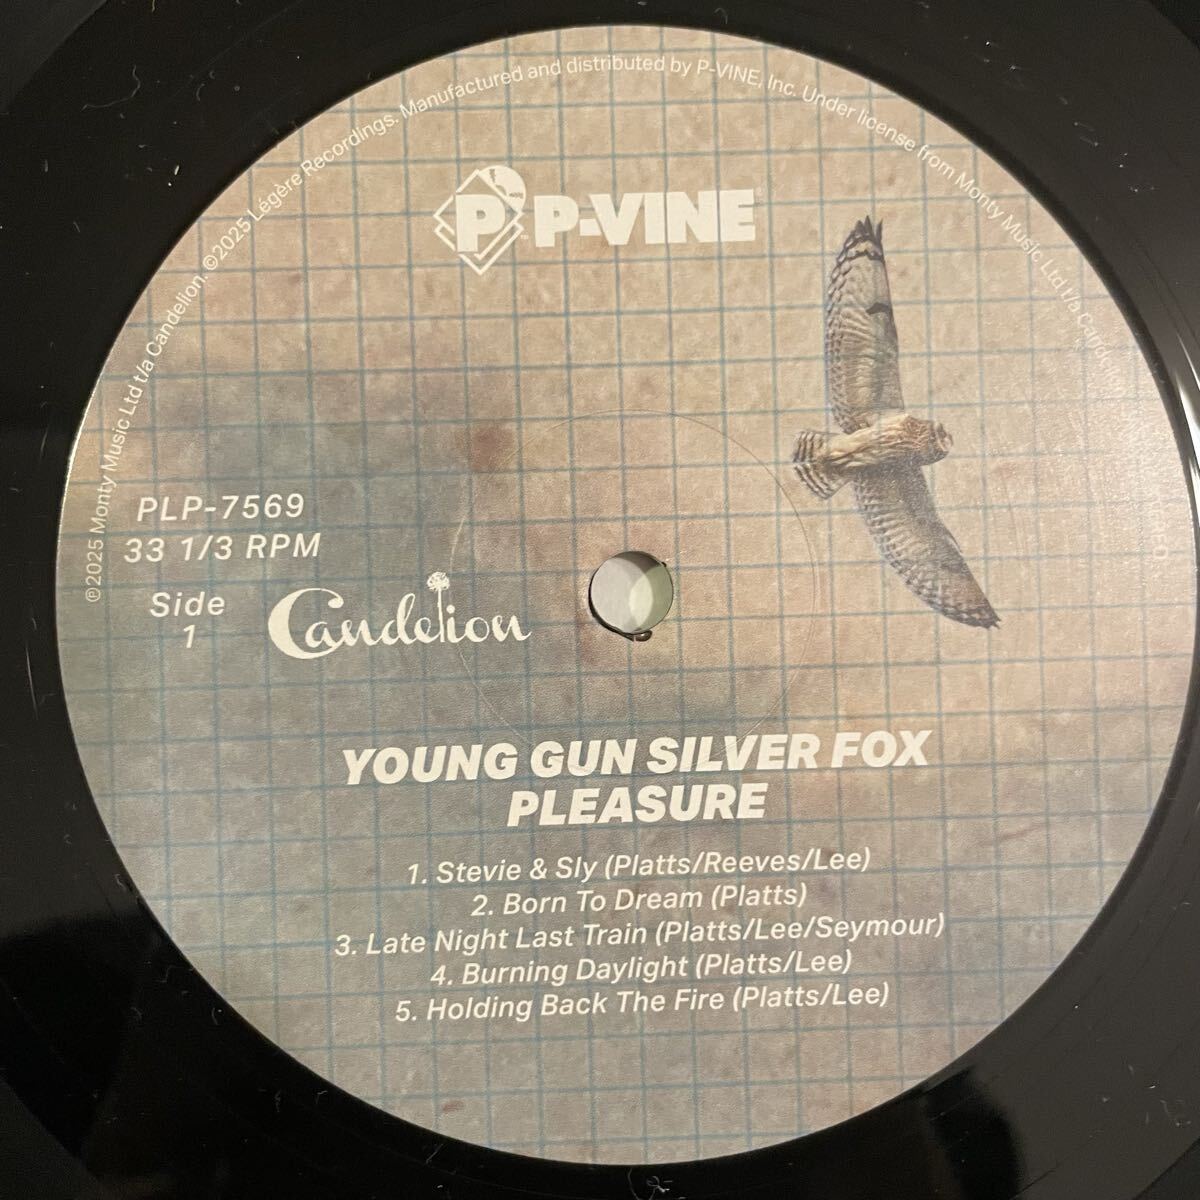 ℗2025 Monty Music Ltd t/a Candelion. ©2025 Légère Recordings. Manufactured and distributed by P-VINE, Inc. Under license from Monty Music Ltd t/a
P P-VINE
PLP-7569
33 1/3 RPM
Side
1
Candelion
YOUNG GUN SILVER FOX
PLEASURE
1. Stevie & Sly (Platts/Reeves/Lee)
2. Born To Dream (Platts)
3. Late Night Last Train (Platts/Lee/Seymour)
4. Burning Daylight (Platts/Lee)
5. Holding Back The Fire (Platts/Lee)